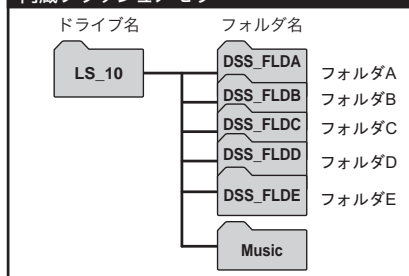 ドライブ名 フォルダ名
LS_10
DSS_FLDA フォルダA
DSS_FLDB フォルダB
DSS_FLDC フォルダC
DSS_FLDD フォルダD
DSS_FLDE フォルダE
Music